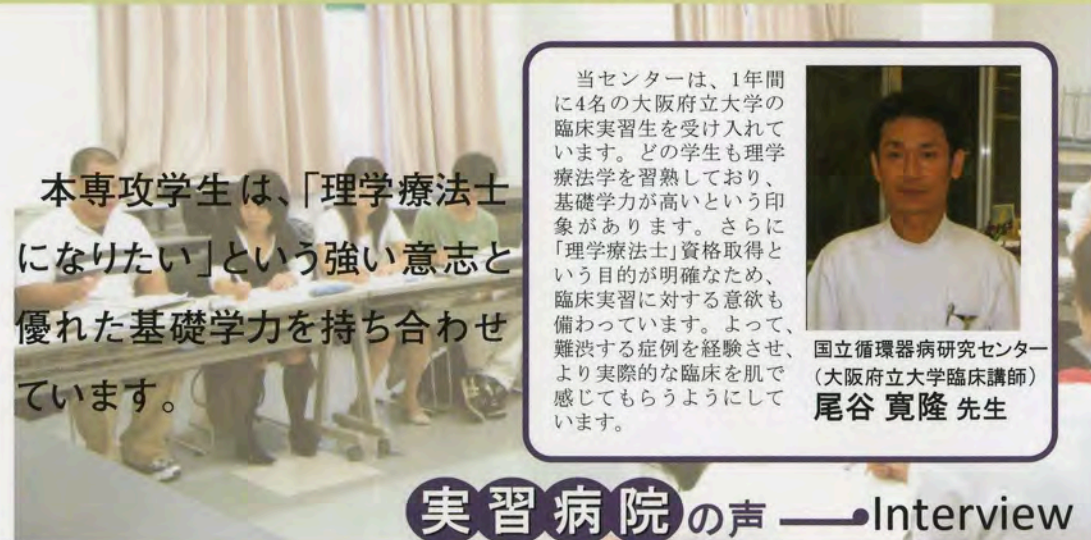 本専攻学生は、「理学療法士
になりたい」という強い意志と
優れた基礎学力を持ち合わせ
ています。
当センターは、1年間
に4名の大阪府立大学の
臨床実習生を受け入れて
います。どの学生も理学
療法学を習熟しており、
基礎学力が高いという印
象があります。さらに
「理学療法士」資格取得と
いう目的が明確なため、
臨床実習に対する意欲も
備わっています。よって、
難渋する症例を経験させ、
より実際的な臨床を肌で
感じてもらうようにして
います。
国立循環器病研究センター
(大阪府立大学臨床講師)
尾谷 寛隆 先生
実習病院の声 Interview